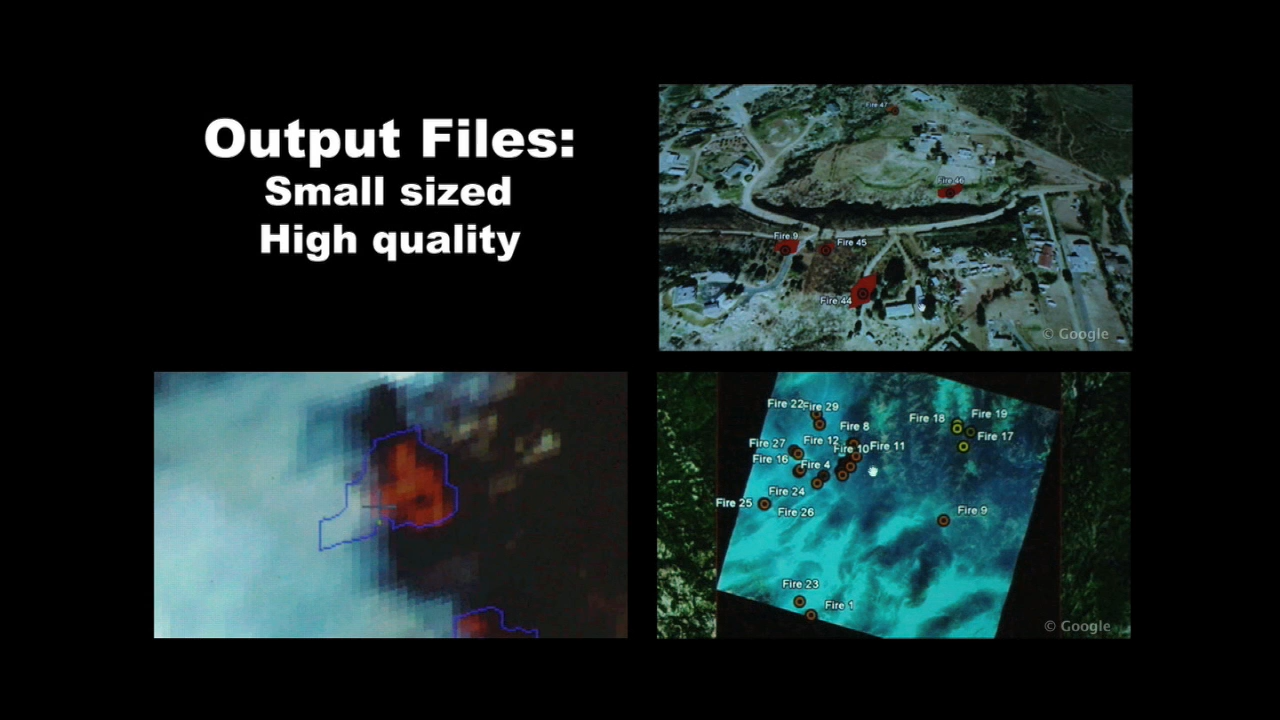 Output Files:
Small sized
High quality
Fire 47
Fire 46
Fire 9
Fire 45
Fire 44
© Google
Fire 22
Fire 29
Fire 8
Fire 18
Fire 19
Fire 17
Fire 27
Fire 12
Fire 10
Fire 11
Fire 16
Fire 4
Fire 24
Fire 25
Fire 26
Fire 9
Fire 23
Fire 1
© Google